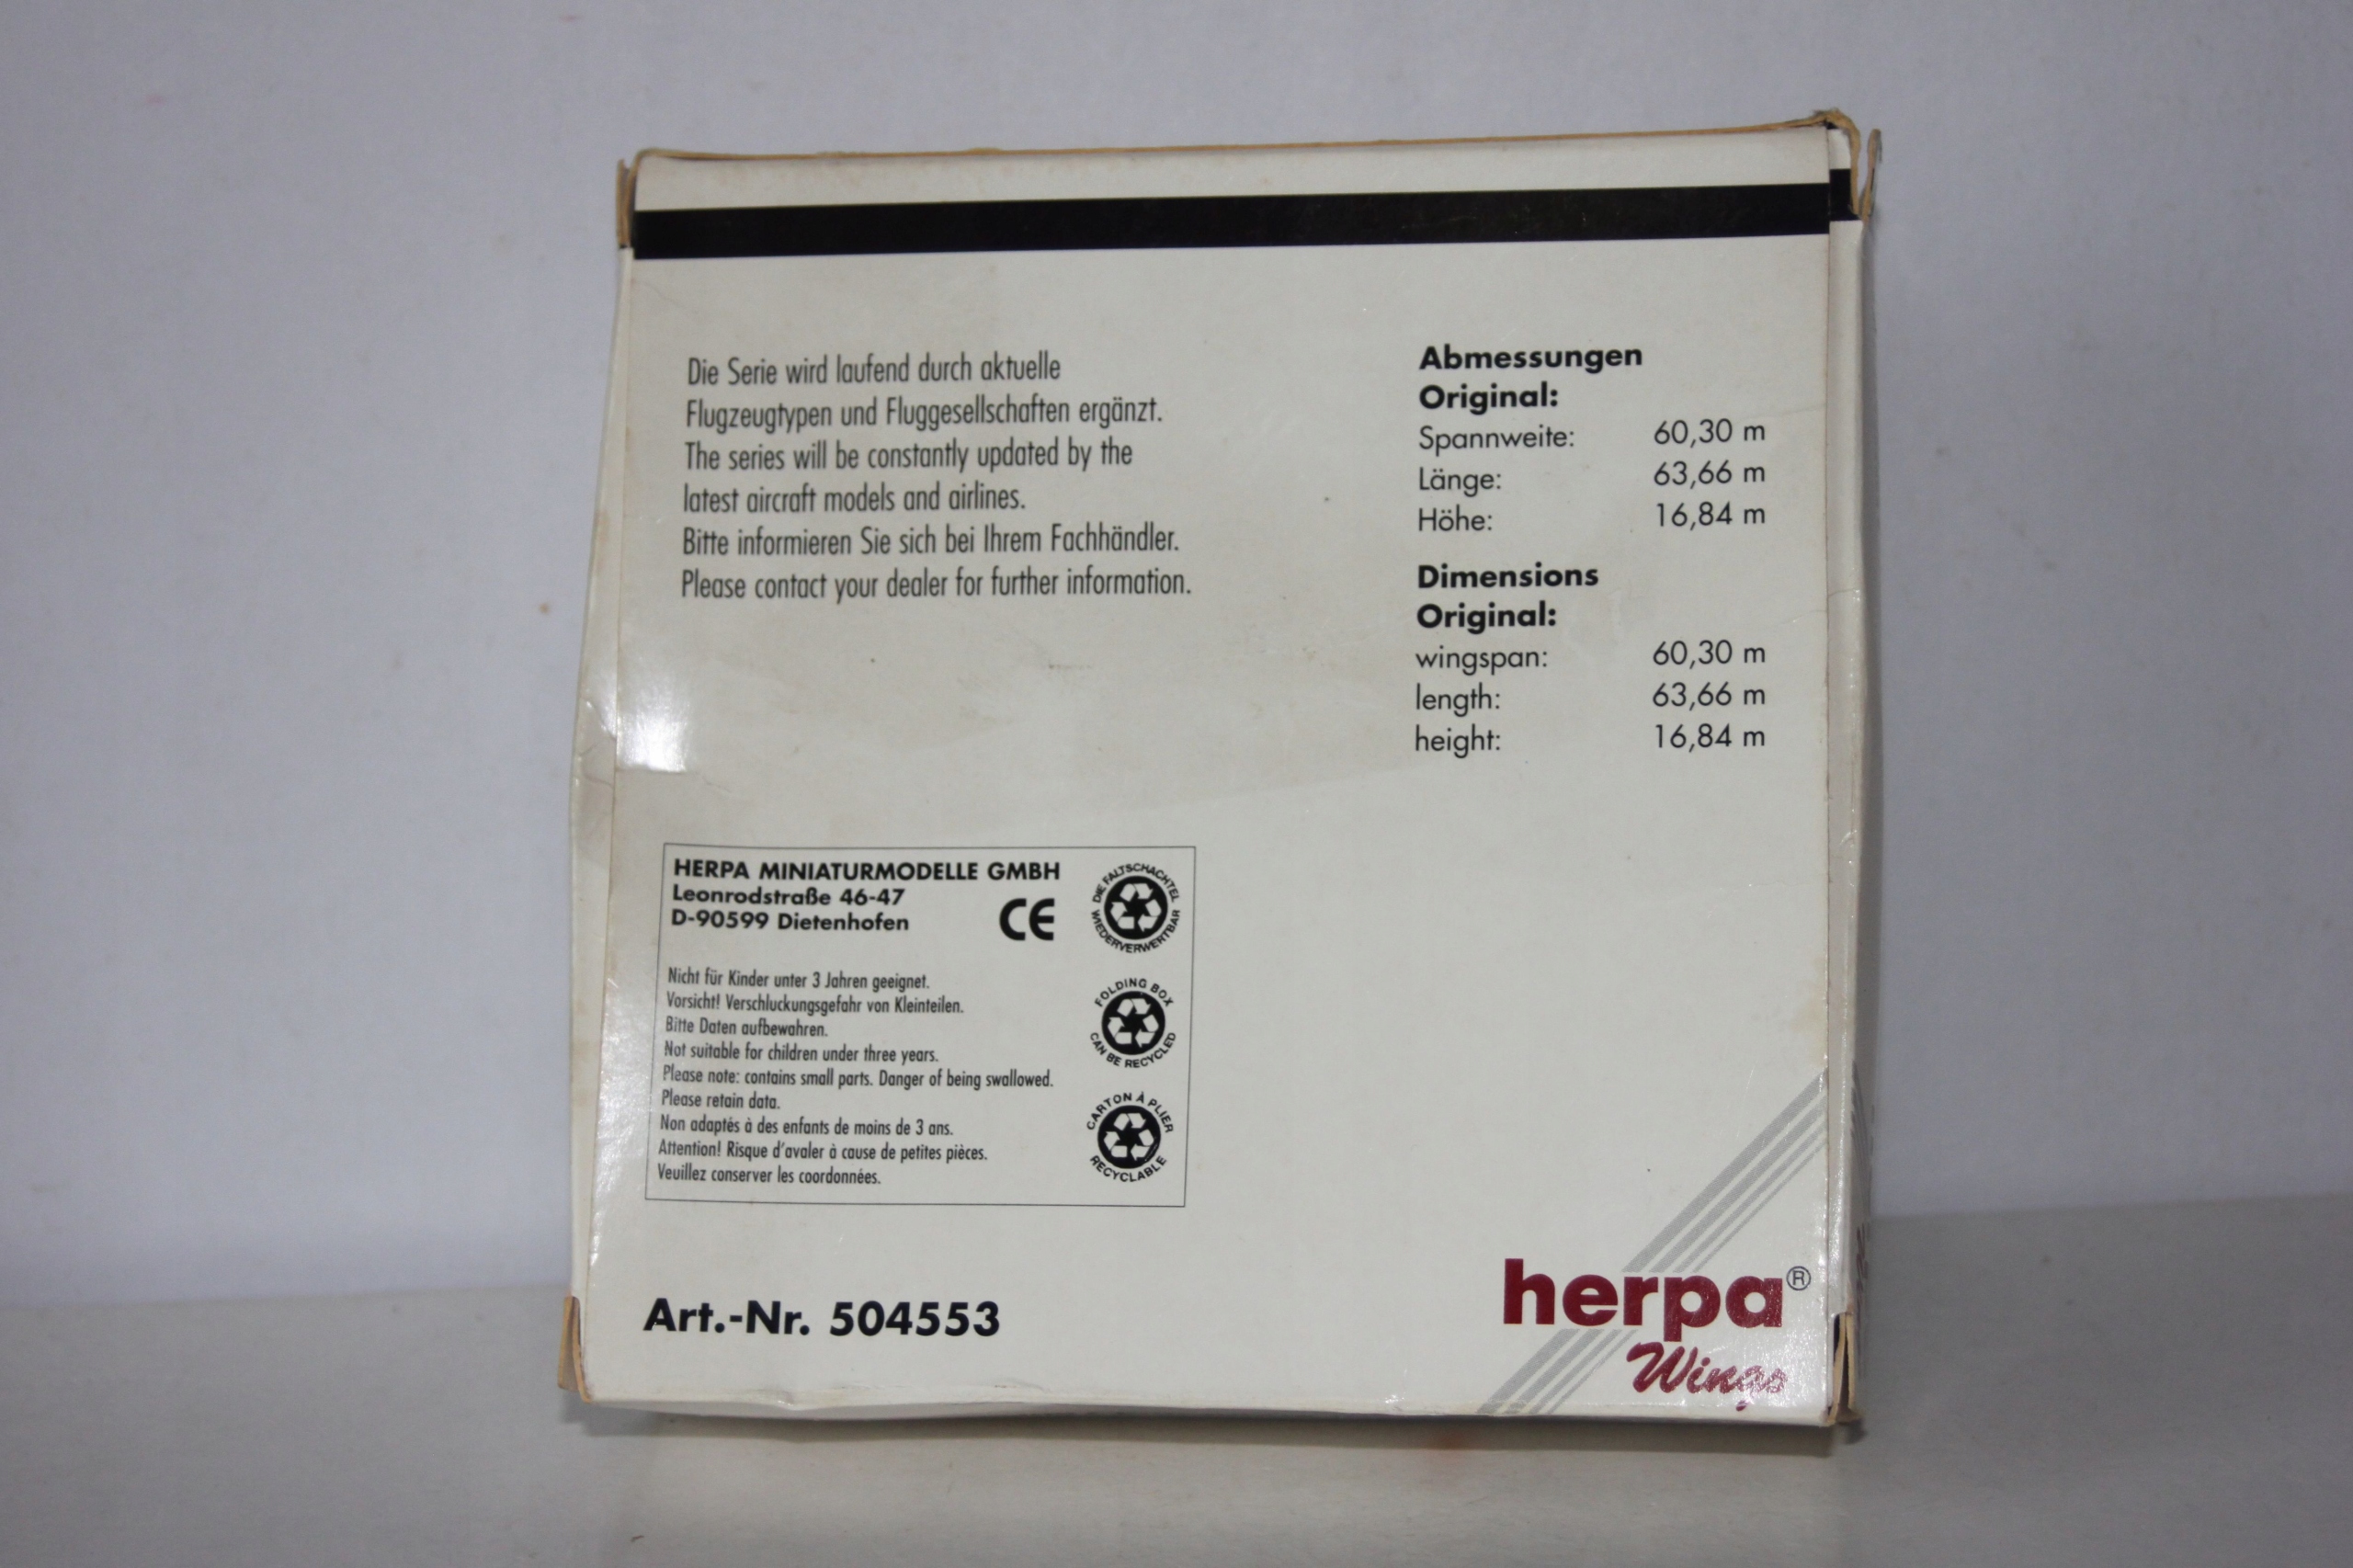 Die Serie wird laufend durch aktuelle
Flugzeugtypen und Fluggesellschaften ergänzt.
The series will be constantly updated by the
latest aircraft models and airlines.
Bitte informieren Sie sich bei Ihrem Fachhändler.
Please contact your dealer for further information.
Abmessungen
Original:
Spannweite: 60,30 m
Länge: 63,66 m
Höhe: 16,84 m
Dimensions
Original:
wingspan: 60,30 m
length: 63,66 m
height: 16,84 m
HERPA MINIATURMODELLE GMBH
Leonrodstraße 46-47
D-90599 Dietenhofen
CE
Nicht für Kinder unter 3 Jahren geeignet.
Vorsicht! Verschluckungsgefahr von Kleinteilen.
Bitte Daten aufbewahren.
Not suitable for children under three years.
Please note: contains small parts. Danger of being swallowed.
Please retain data.
Non adaptès à des enfants de moins de 3 ans.
Attention! Risque d'avaler à cause de petites pièces.
Veuillez conserver les coordonnées.
DIE FALTSCHACHTEL
WIEDERVERWERTBAR
FOLDING BOX
CAN BE RECYCLED
CARTON À PLIER
RECYCLABLE
Art.-Nr. 504553
herpa®
Wings